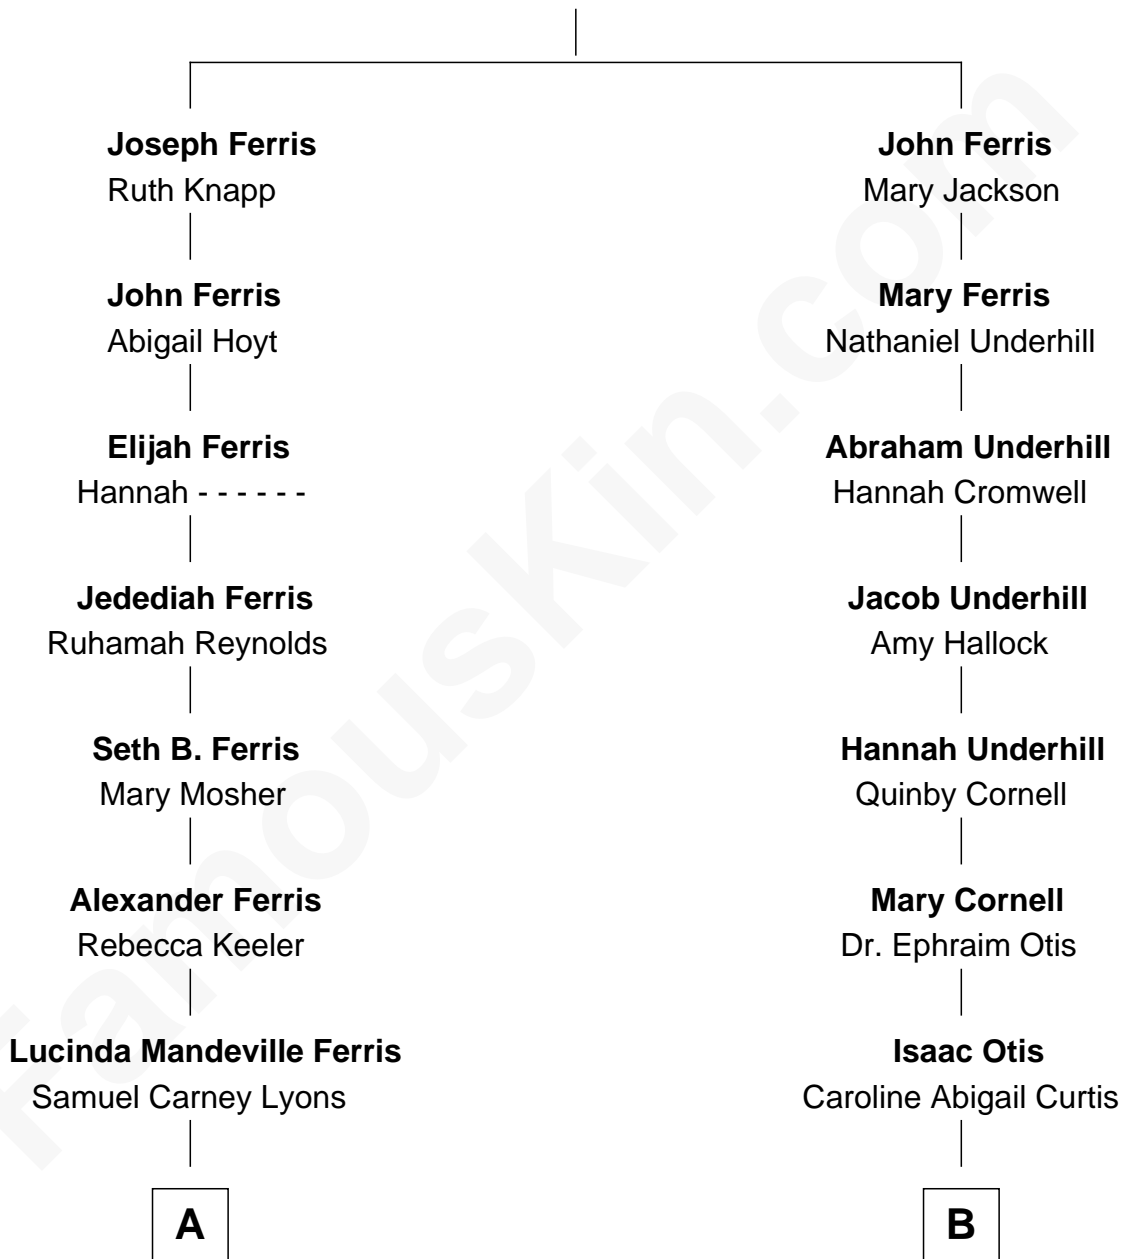 Joseph Ferris
Ruth Knapp
John Ferris
Abigail Hoyt
Elijah Ferris
Hannah - - - - - -
Jedediah Ferris
Ruhamah Reynolds
Seth B. Ferris
Mary Mosher
Alexander Ferris
Rebecca Keeler
Lucinda Mandeville Ferris
Samuel Carney Lyons
A
John Ferris
Mary Jackson
Mary Ferris
Nathaniel Underhill
Abraham Underhill
Hannah Cromwell
Jacob Underhill
Amy Hallock
Hannah Underhill
Quinby Cornell
Mary Cornell
Dr. Ephraim Otis
Isaac Otis
Caroline Abigail Curtis
B
FamousKin.com